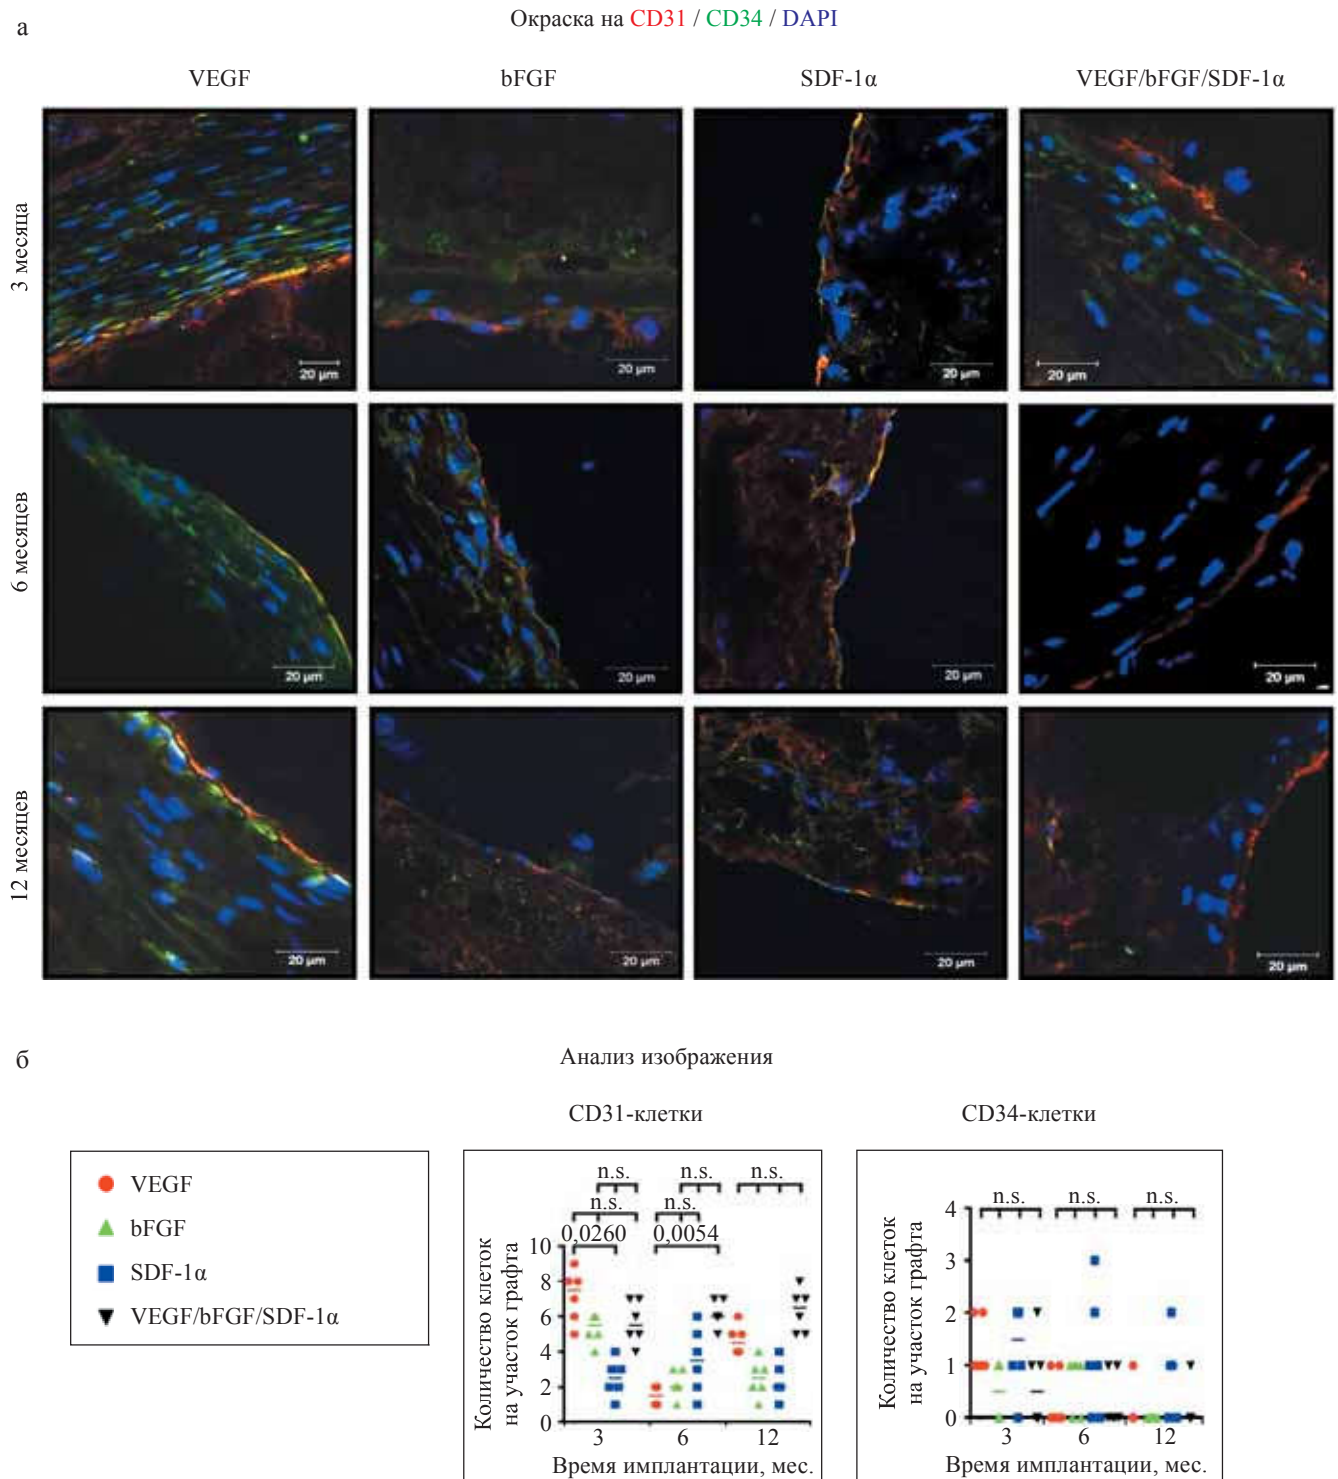 а
Окраска на CD31 / CD34 / DAPI
VEGF
bFGF
SDF-1α
VEGF/bFGF/SDF-1α
3 месяца
20 µm
20 µm
20 µm
20 µm
6 месяцев
20 µm
20 µm
20 µm
20 µm
12 месяцев
20 µm
20 µm
20 µm
20 µm
б
Анализ изображения
VEGF
bFGF
SDF-1α
VEGF/bFGF/SDF-1α
CD31-клетки
Количество клеток
на участок графта
n.s.
n.s.
n.s.
n.s.
n.s.
0,0260
0,0054
10
8
6
4
2
0
3
6
12
Время имплантации, мес.
CD34-клетки
Количество клеток
на участок графта
n.s.
n.s.
n.s.
4
3
2
1
0
3
6
12
Время имплантации, мес.